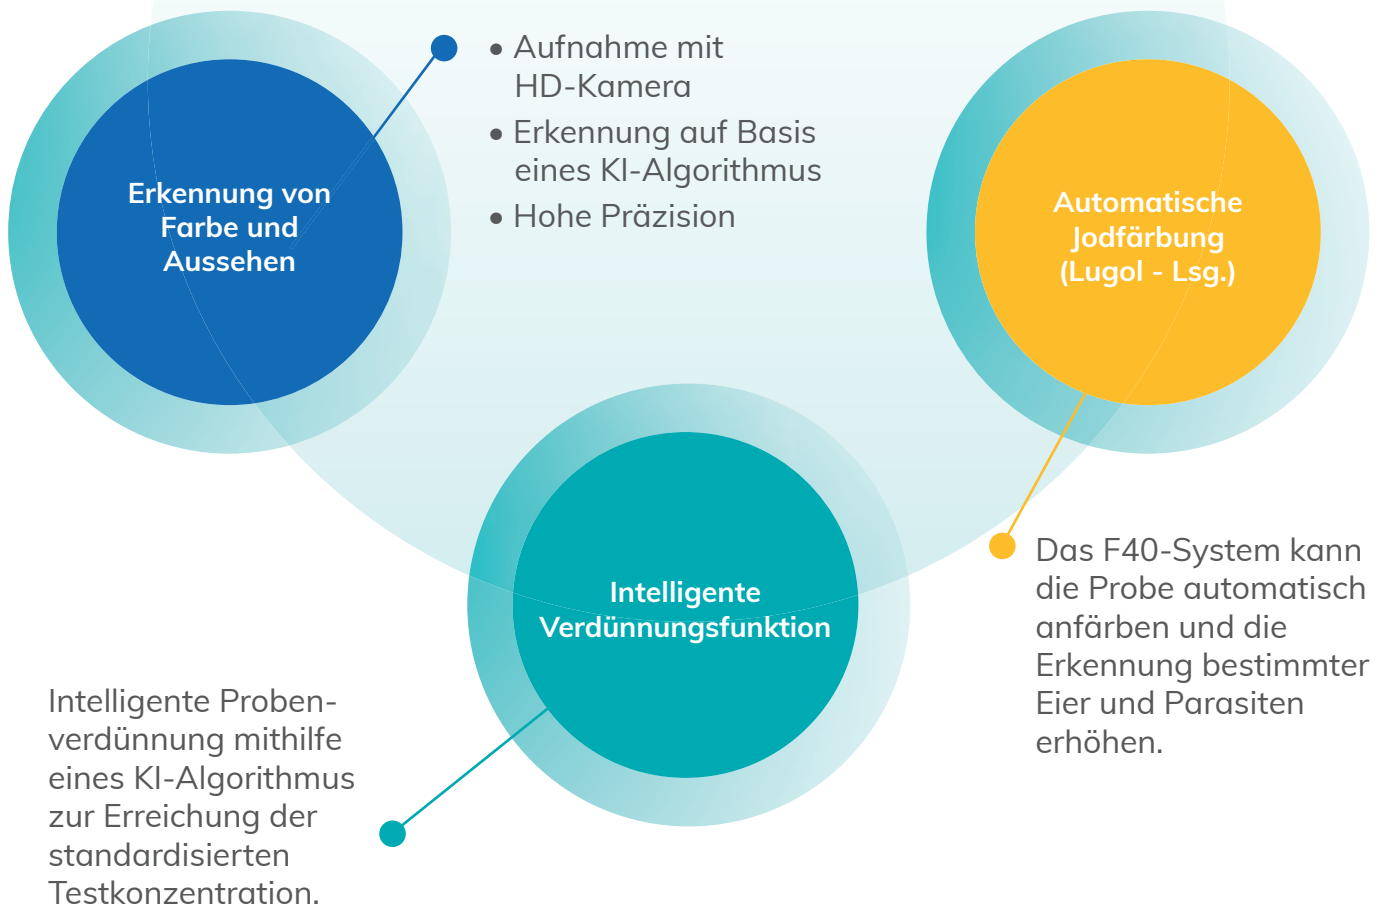 Erkennung von
Farbe und
Aussehen
• Aufnahme mit
HD-Kamera
• Erkennung auf Basis
eines KI-Algorithmus
• Hohe Präzision
Automatische
Jodfärbung
(Lugol - Lsg.)
Das F40-System kann
die Probe automatisch
anfärben und die
Erkennung bestimmter
Eier und Parasiten
erhöhen.
Intelligente
Verdünnungsfunktion
Intelligente Proben-
verdünnung mithilfe
eines KI-Algorithmus
zur Erreichung der
standardisierten
Testkonzentration.